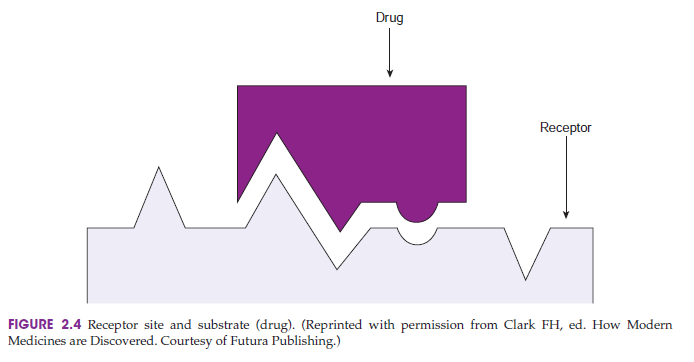 Drug
Receptor
FIGURE 2.4 Receptor site and substrate (drug). (Reprinted with permission from Clark FH, ed. How Modern
Medicines are Discovered. Courtesy of Futura Publishing.)